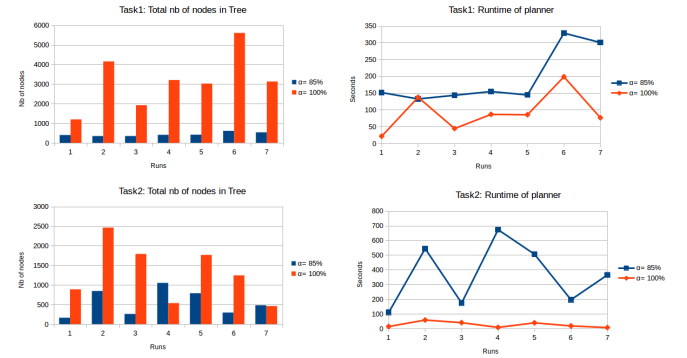 Task1: Total nb of nodes in Tree
6000
5000
4000
3000
2000
1000
0
Nb of nodes
1 2 3 4 5 6 7
Runs
α= 85%
α= 100%
Task1: Runtime of planner
350
300
250
200
150
100
50
0
Seconds
1 2 3 4 5 6 7
Runs
α= 85%
α= 100%
Task2: Total nb of nodes in Tree
3000
2500
2000
1500
1000
500
0
Nb of nodes
1 2 3 4 5 6 7
Runs
α= 85%
α= 100%
Task2: Runtime of planner
800
700
600
500
400
300
200
100
0
Seconds
1 2 3 4 5 6 7
Runs
α= 85%
α= 100%